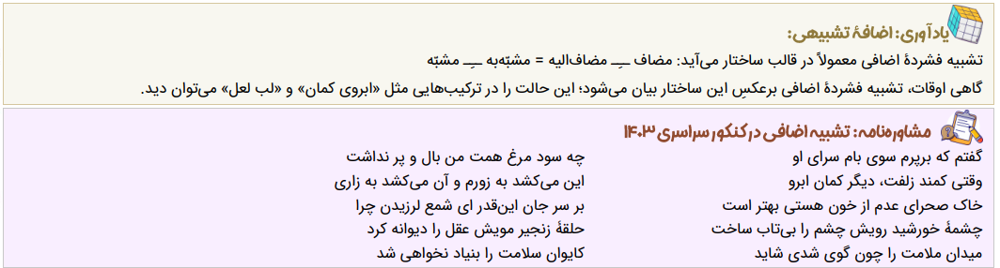 یادآوری: اضافهٔ تشبیهی:
تشبیه فشردهٔ اضافی معمولاً در قالب ساختار می‌آید: مضاف ـــِـ مضاف‌الیه = مشبّه‌به ـــِـ مشبّه
گاهی اوقات، تشبیه فشردهٔ اضافی برعکسِ این ساختار بیان می‌شود؛ این حالت را در ترکیب‌هایی مثل «ابروی کمان» و «لب لعل» می‌توان دید.
مشاوره‌نامه: تشبیه اضافی در کنکور سراسری ۱۴۰۳
گفتم که برپرم سوی بام سرای او چه سود مرغ همت من بال و پر نداشت
وقتی کمند زلفت، دیگر کمان ابرو این می‌کشد به زورم و آن می‌کشد به زاری
خاک صحرای عدم از خون هستی بهتر است بر سر جان این‌قدر ای شمع لرزیدن چرا
چشمهٔ خورشید رویش چشم را بی‌تاب ساخت حلقهٔ زنجیر مویش عقل را دیوانه کرد
میدان ملامت را چون گوی شدی شاید کایوان سلامت را بنیاد نخواهی شد